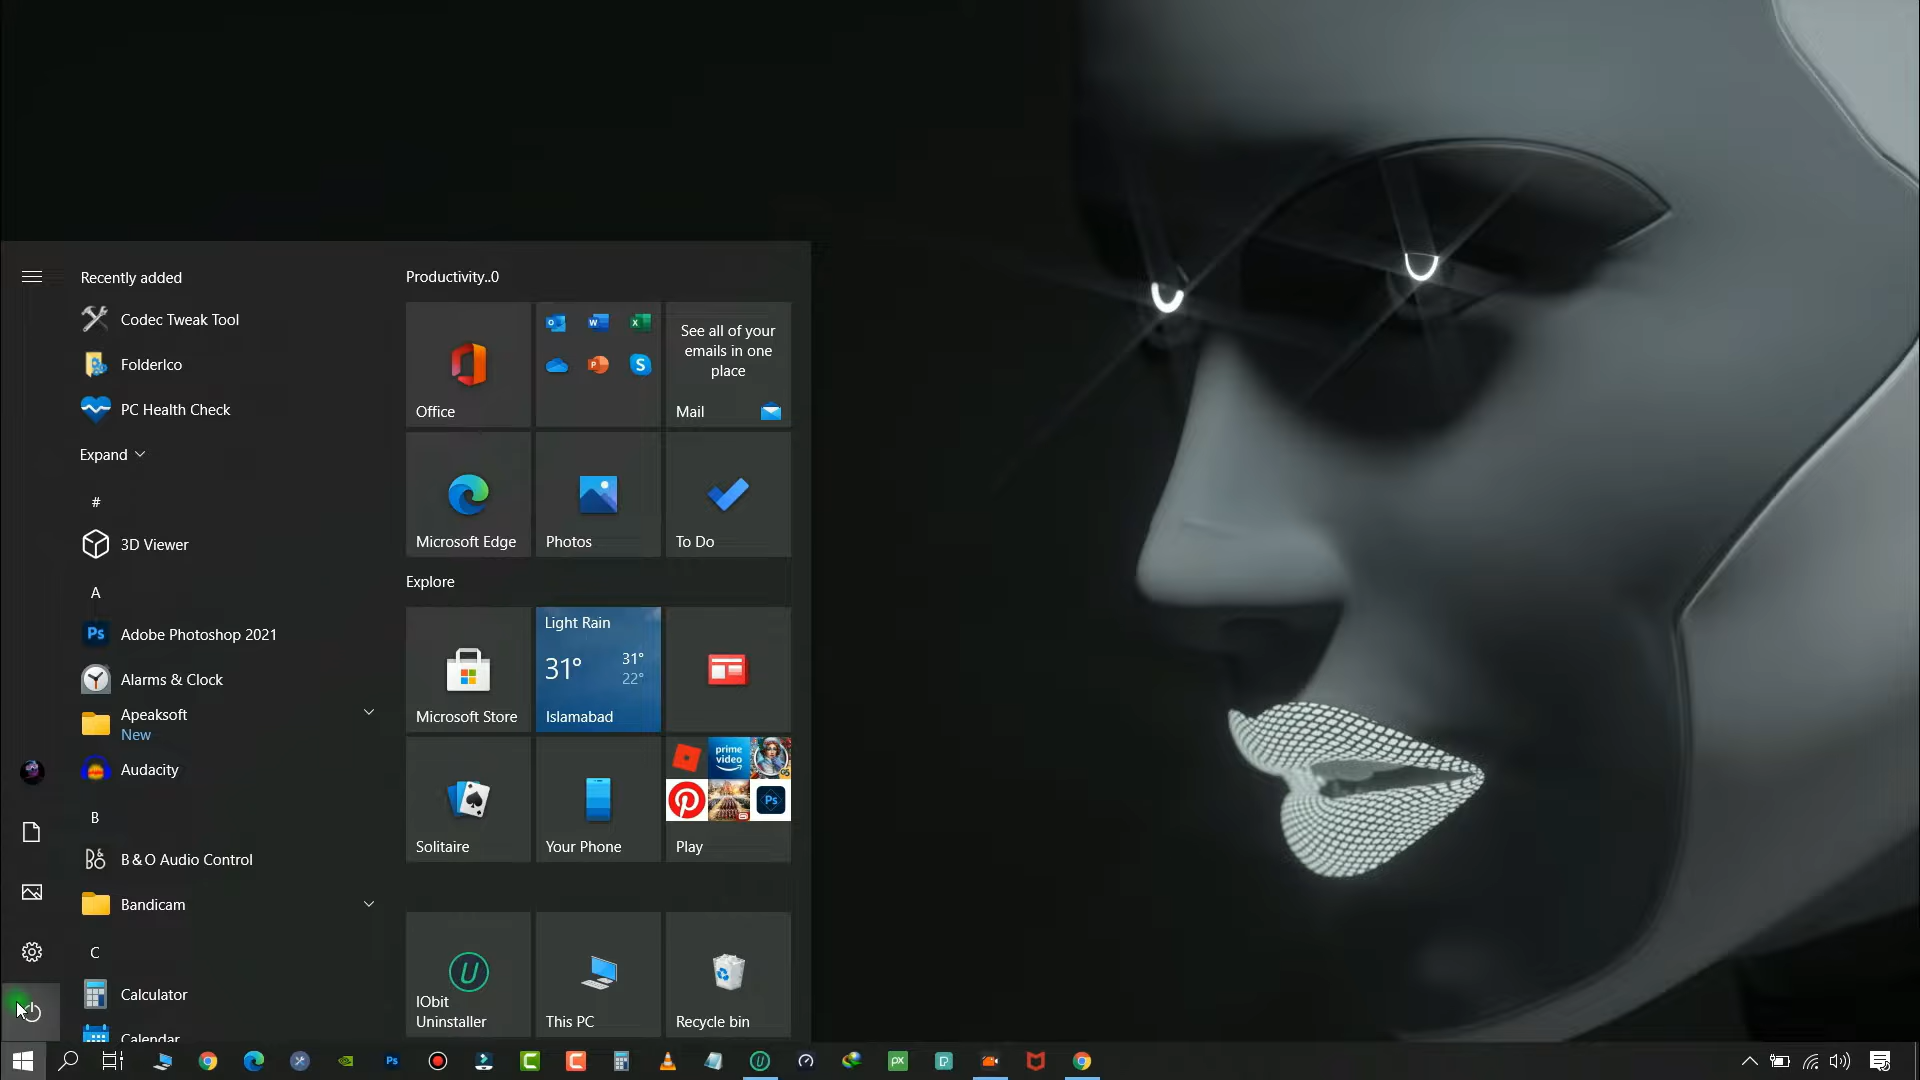 Recently added
Codec Tweak Tool
FolderIco
PC Health Check
Expand
#
3D Viewer
A
Adobe Photoshop 2021
Alarms & Clock
Apeaksoft
New
Audacity
B
B&O Audio Control
Bandicam
C
Calculator
Calendar
Productivity..0
Office
See all of your
emails in one
place
Mail
Microsoft Edge
Photos
To Do
Explore
Microsoft Store
Light Rain
31°
31°
22°
Islamabad
Solitaire
Your Phone
prime
video
Ps
Play
IObit
Uninstaller
This PC
Recycle bin